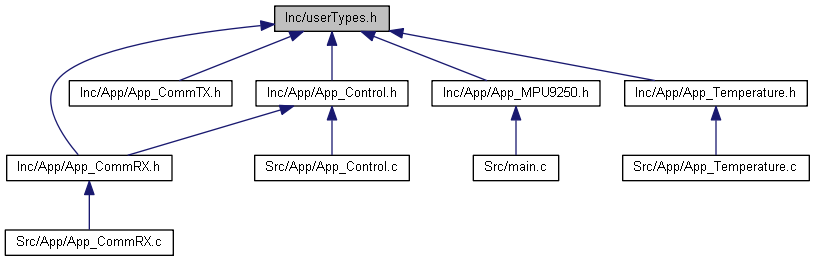 Inc/userTypes.h
Inc/App/App_CommTX.h
Inc/App/App_Control.h
Inc/App/App_MPU9250.h
Inc/App/App_Temperature.h
Inc/App/App_CommRX.h
Src/App/App_Control.c
Src/main.c
Src/App/App_Temperature.c
Src/App/App_CommRX.c